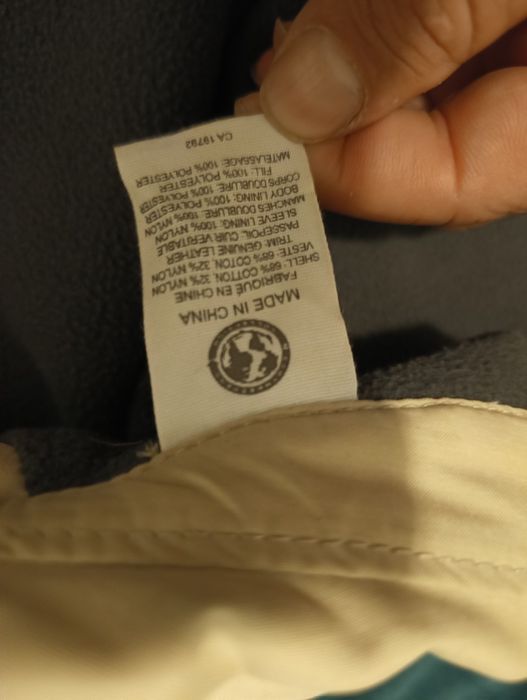 MADE IN CHINA
FABRIQUÉ EN CHINE
SHELL: 68% COTTON, 32% NYLON
VESTE: 68% COTON, 32% NYLON
TRIM: GENUINE LEATHER
PASSEPOIL: CUIR VERITABLE
SLEEVE LINING: 100% NYLON
MANCHES DOUBLURE: 100% NYLON
BODY LINING: 100% POLYESTER
CORPS DOUBLURE: 100% POLYESTER
FILL: 100% POLYESTER
MATELASSAGE: 100% POLYESTER
CA 19792